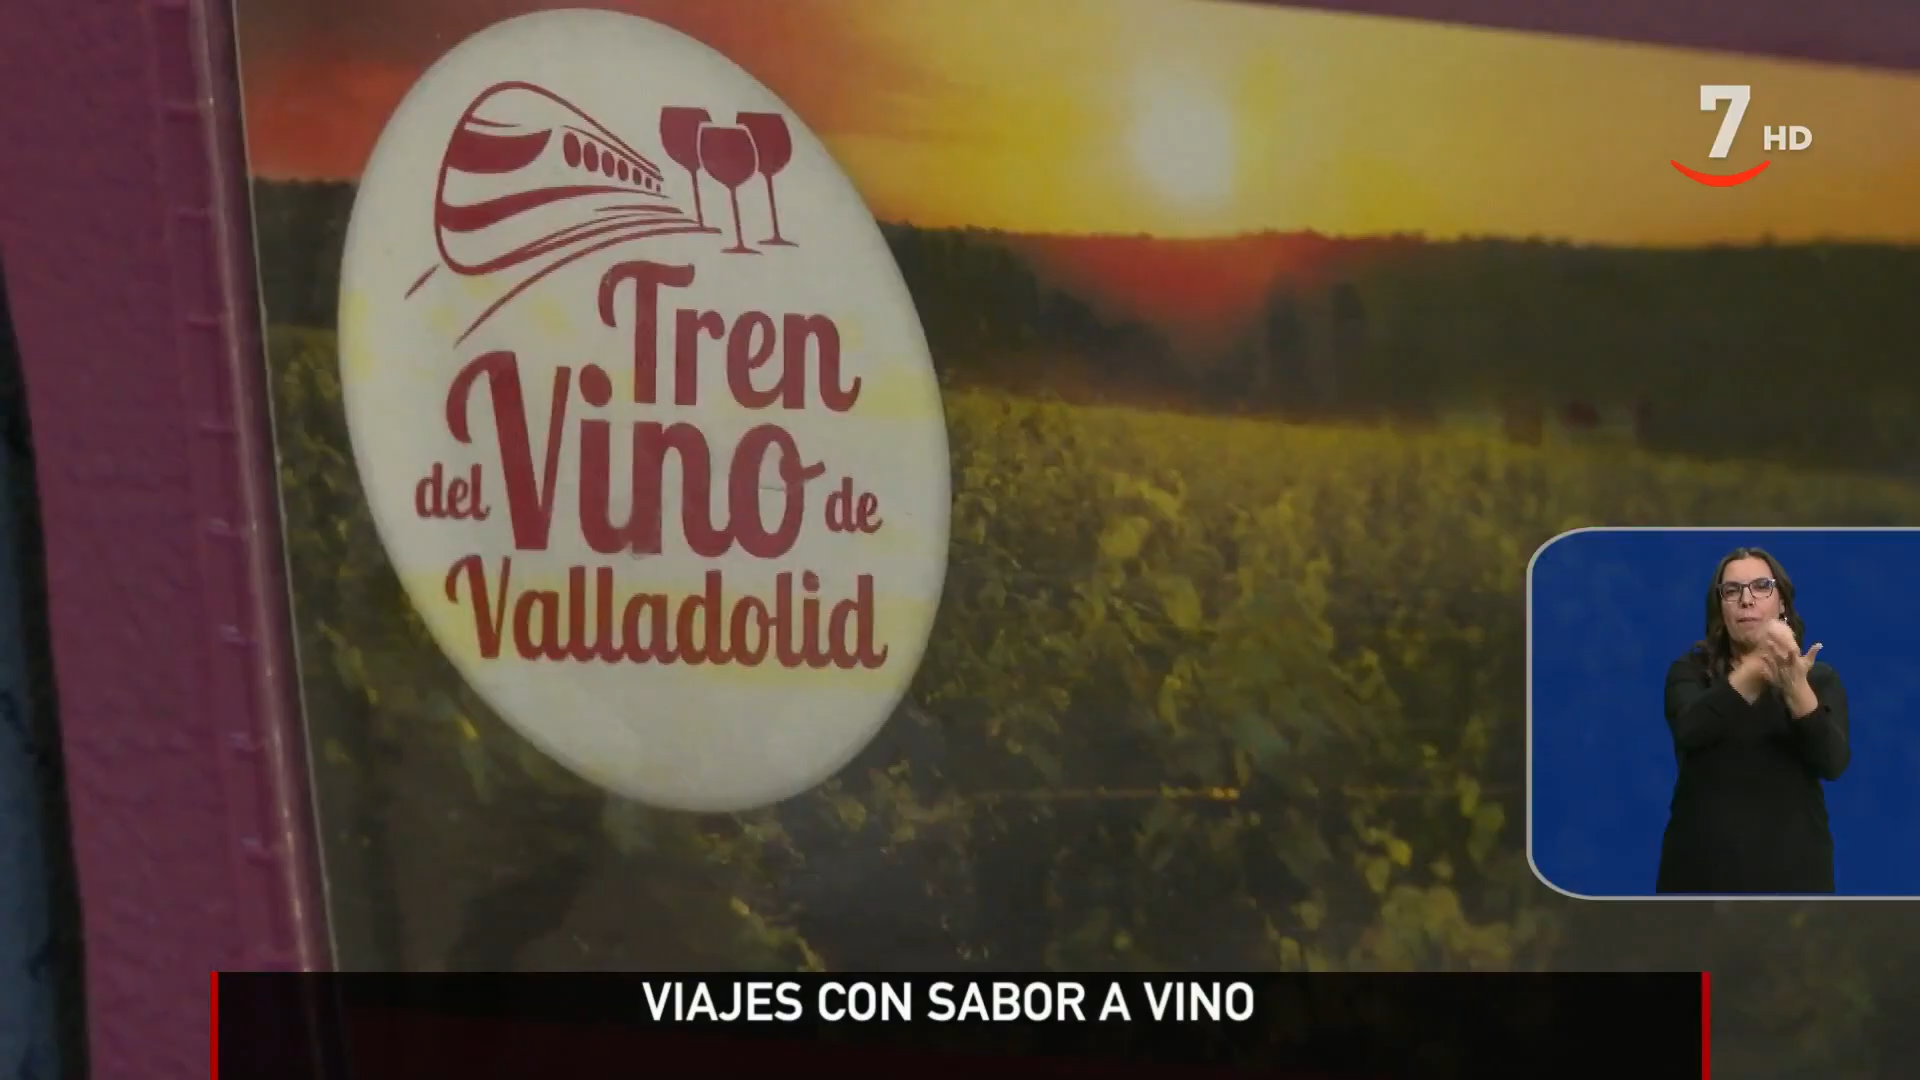 7 HD
Tren
del Vino de
Valladolid
VIAJES CON SABOR A VINO